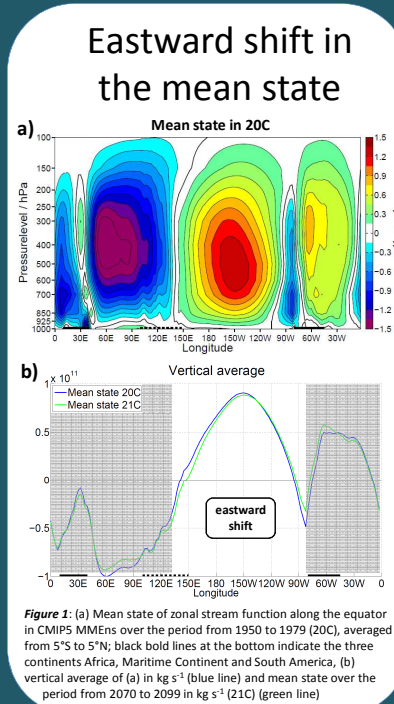 Eastward shift in
the mean state
a)
Mean state in 20C
Pressurelevel / hPa
100
150
200
250
300
400
500
600
700
850
925
1000
0 30E 60E 90E 120E 150E 180 150W 120W 90W 60W 30W
Longitude
1.5
1.2
0.9
0.6
0.3
0
-0.3
-0.6
-0.9
-1.2
-1.5
b)
Vertical average
1 x 10¹¹
Mean state 20C
Mean state 21C
0.5
0
-0.5
-1
eastward
shift
0 30E 60E 90E 120E 150E 180 150W 120W 90W 60W 30W 0
Longitude
Figure 1: (a) Mean state of zonal stream function along the equator
in CMIP5 MMEns over the period from 1950 to 1979 (20C), averaged
from 5°S to 5°N; black bold lines at the bottom indicate the three
continents Africa, Maritime Continent and South America, (b)
vertical average of (a) in kg s⁻¹ (blue line) and mean state over the
period from 2070 to 2099 in kg s⁻¹ (21C) (green line)